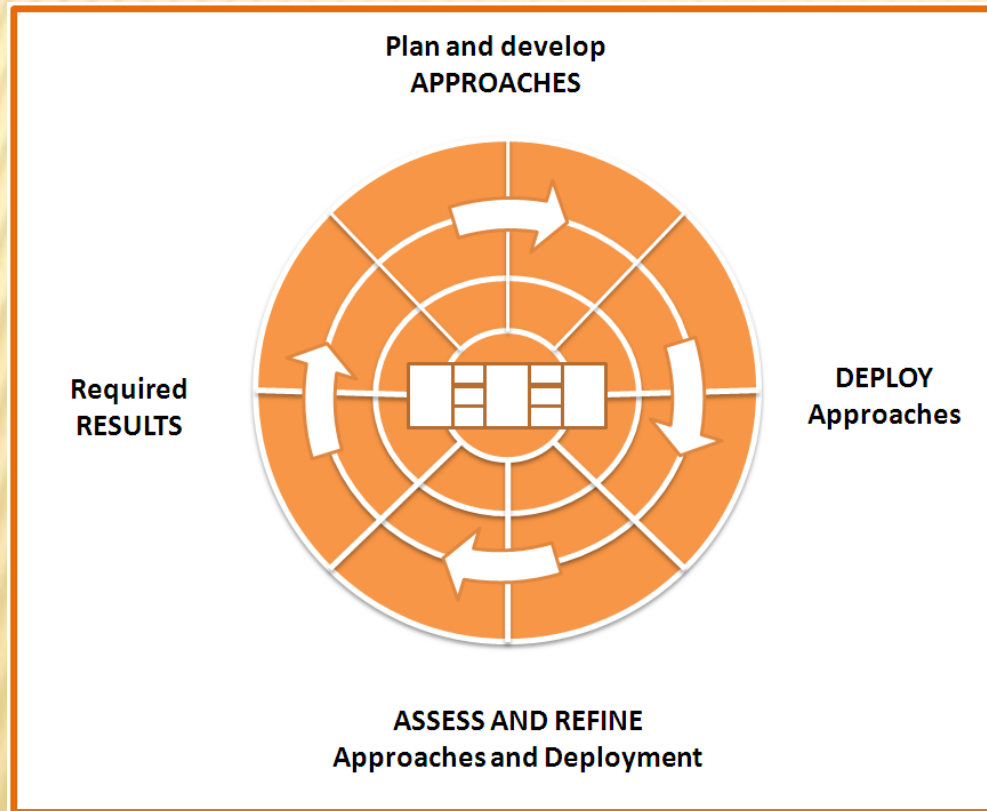 Plan and develop
APPROACHES
Required
RESULTS
DEPLOY
Approaches
ASSESS AND REFINE
Approaches and Deployment